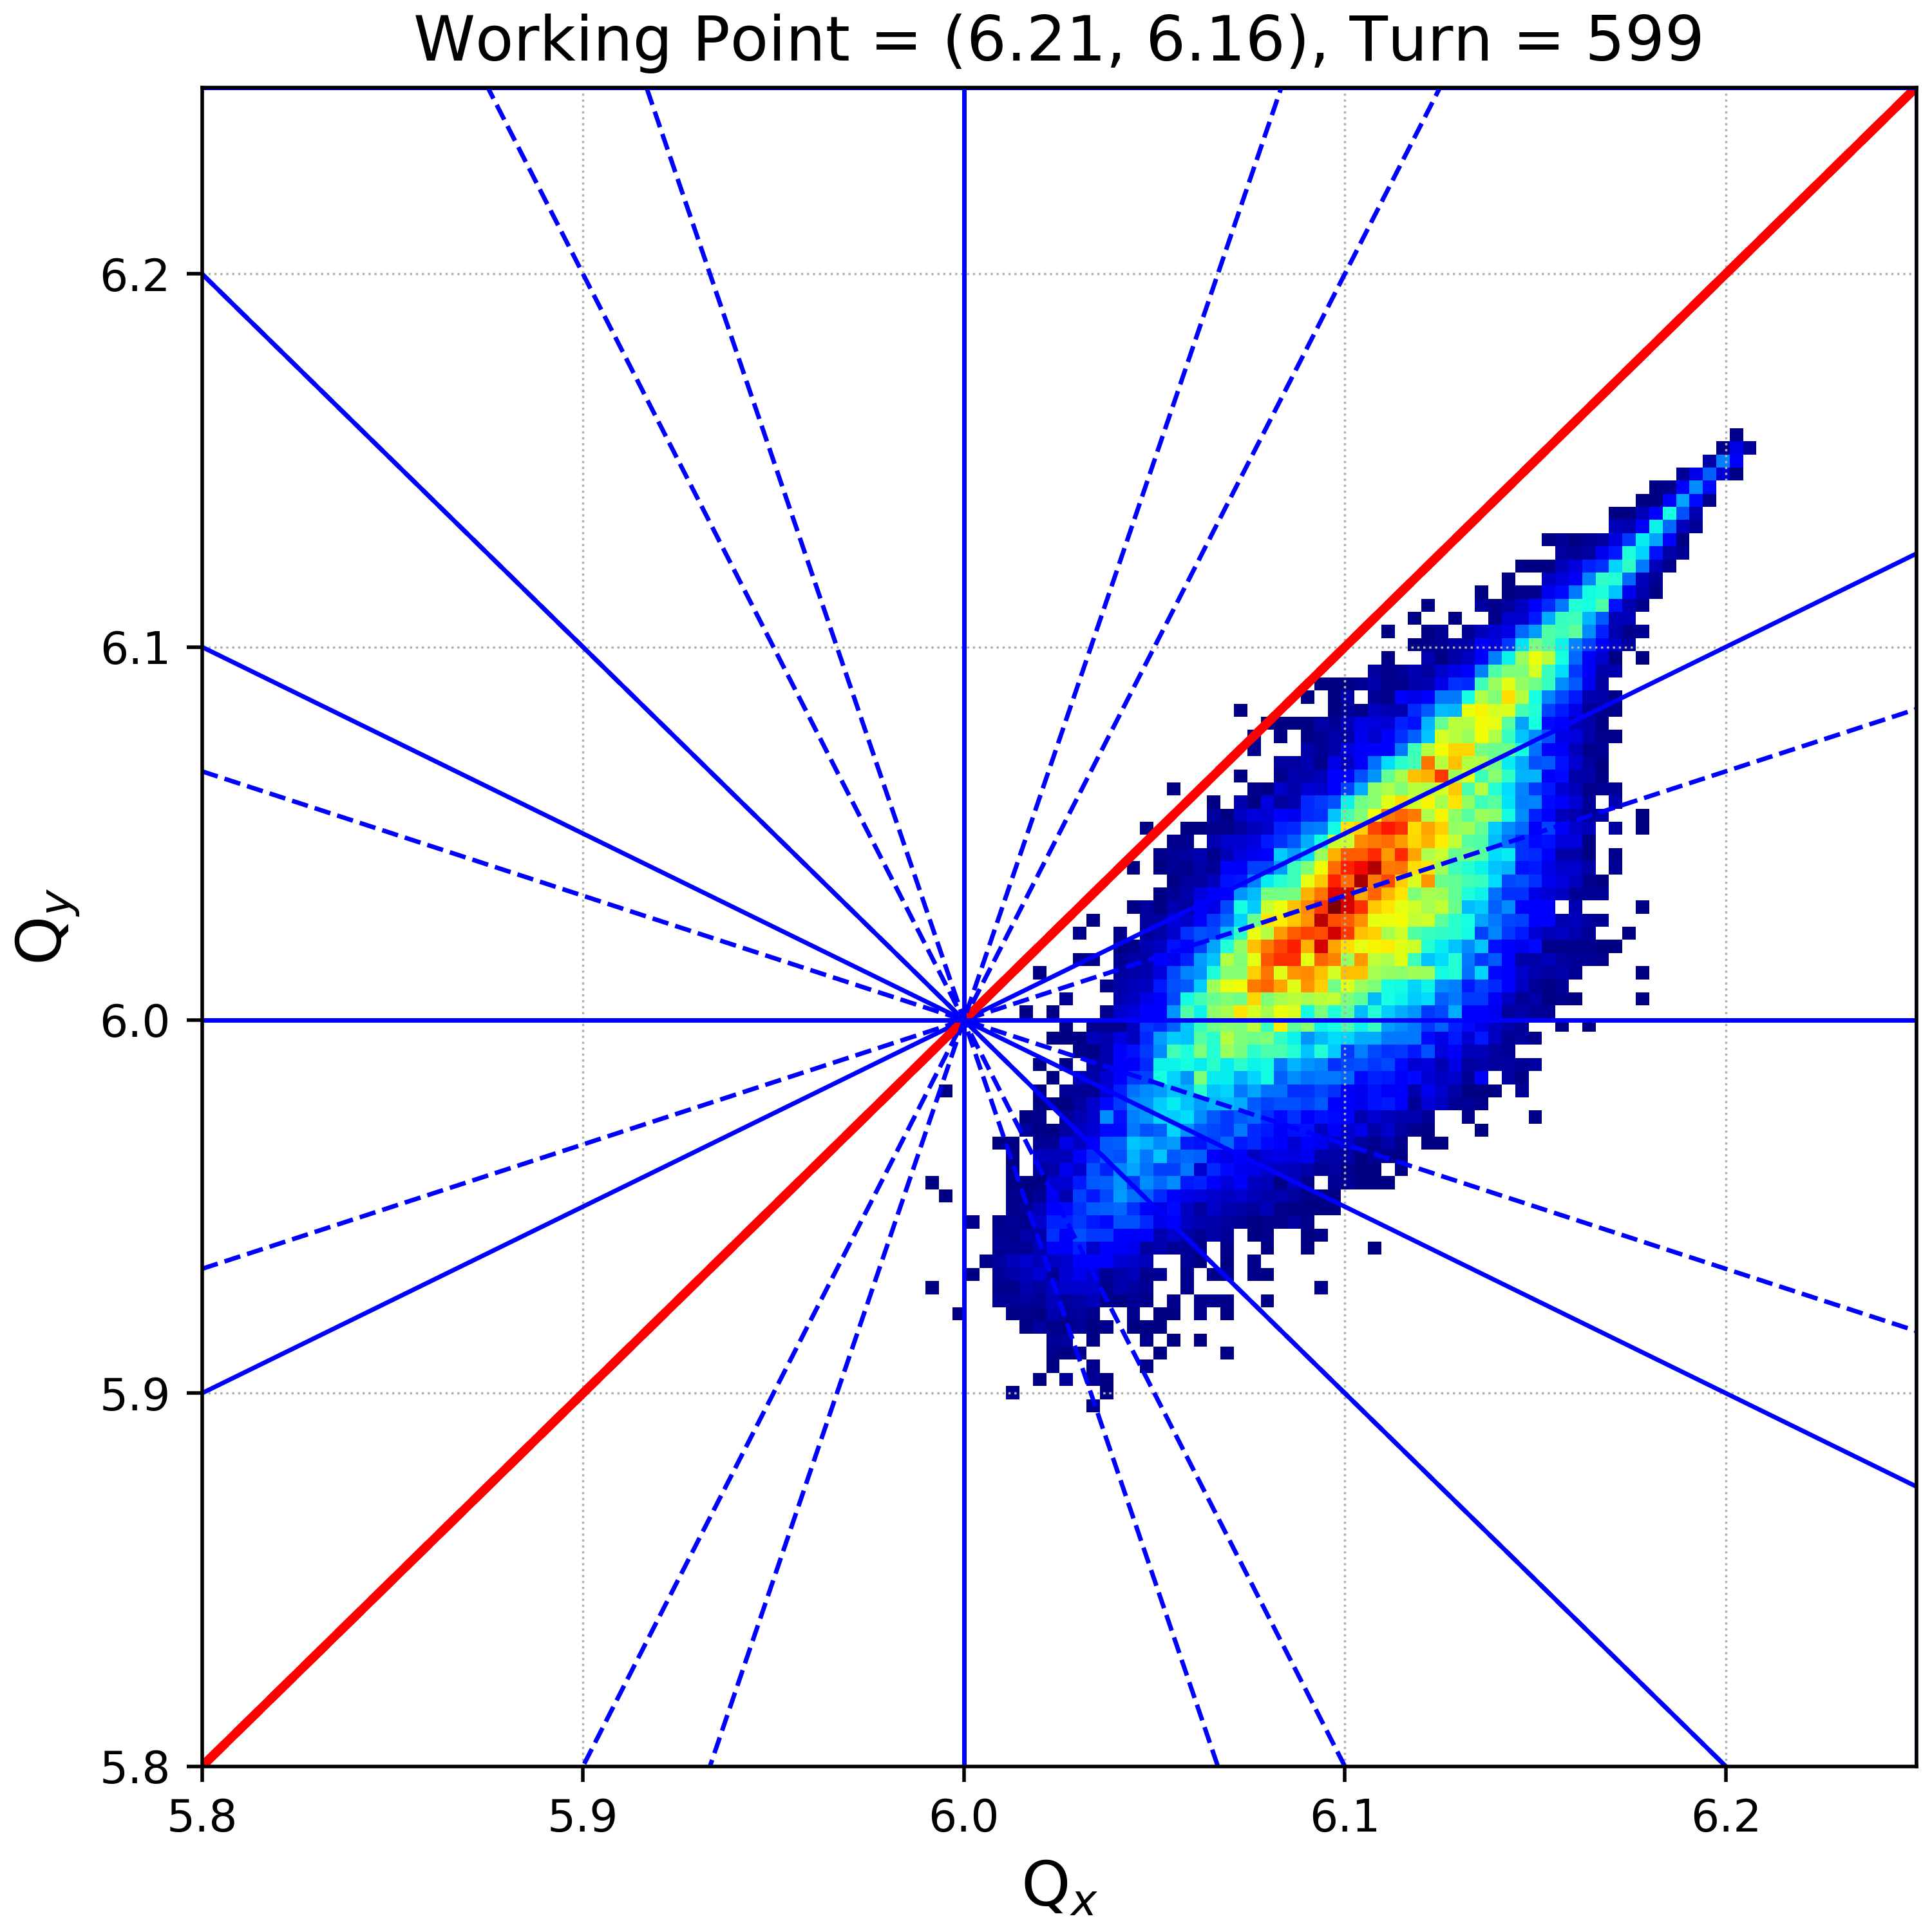 Working Point = (6.21, 6.16), Turn = 599
6.2
6.1
6.0
5.9
5.8
Qy
5.8 5.9 6.0 6.1 6.2
Qx